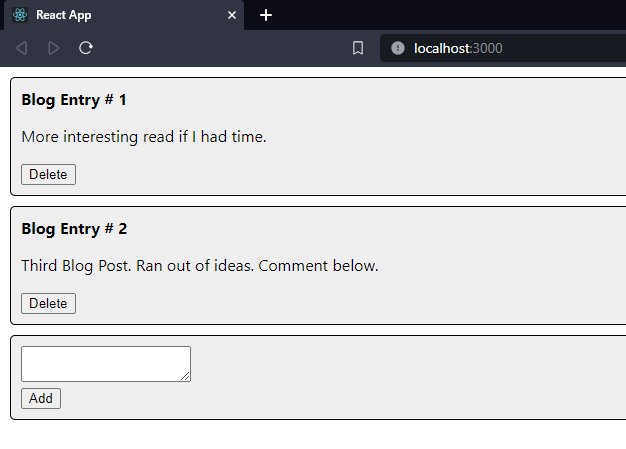 React App
localhost:3000
Blog Entry # 1
More interesting read if I had time.
Delete
Blog Entry # 2
Third Blog Post. Ran out of ideas. Comment below.
Delete
Add